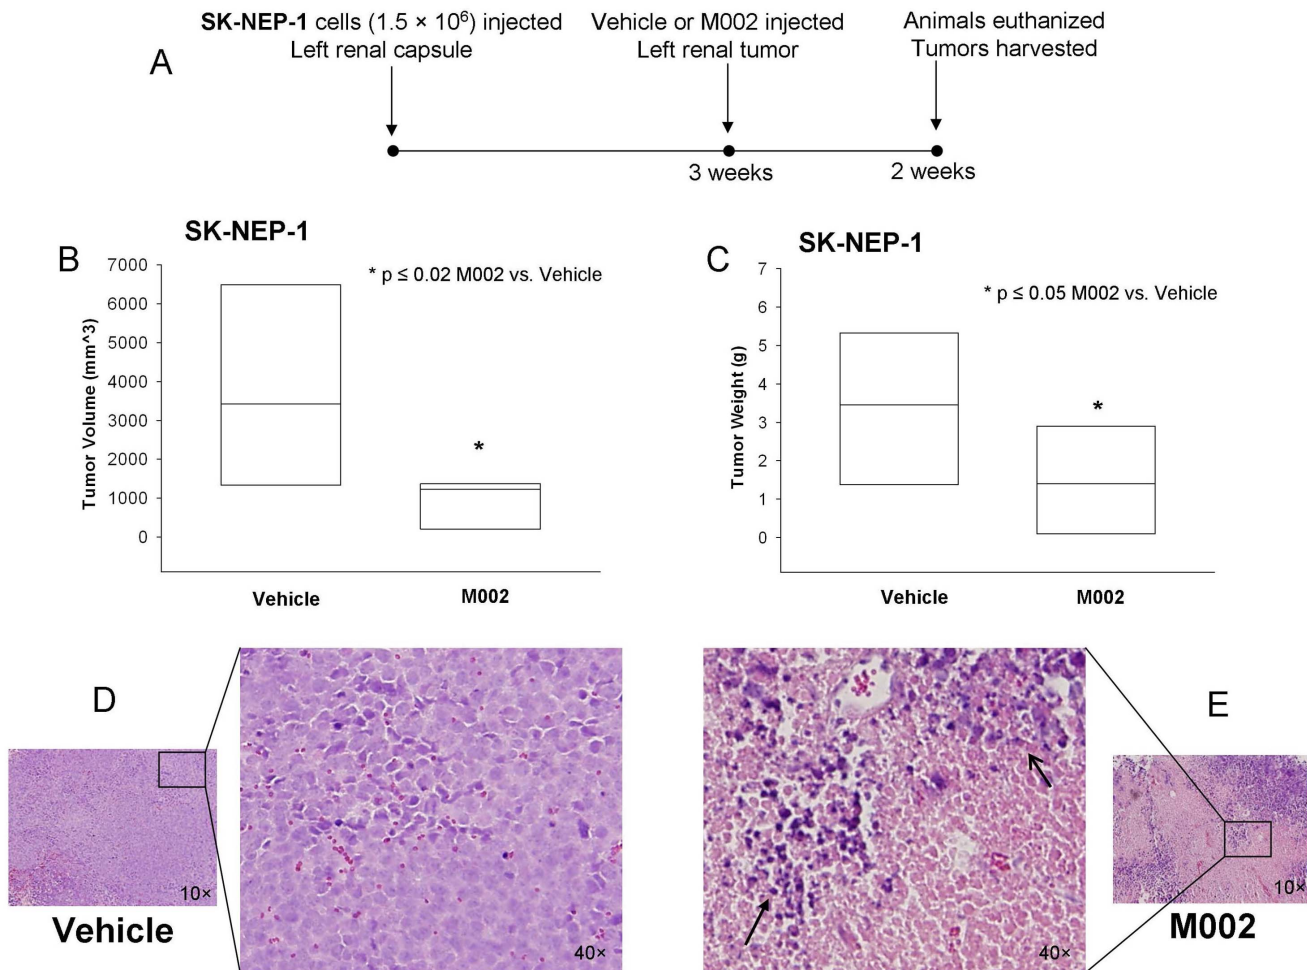 A
SK-NEP-1 cells (1.5 × 10⁶) injected
Left renal capsule
Vehicle or M002 injected
Left renal tumor
Animals euthanized
Tumors harvested
3 weeks
2 weeks
B
SK-NEP-1
* p ≤ 0.02 M002 vs. Vehicle
Tumor Volume (mm^3)
7000
6000
5000
4000
3000
2000
1000
0
*
Vehicle
M002
C
SK-NEP-1
* p ≤ 0.05 M002 vs. Vehicle
Tumor Weight (g)
7
6
5
4
3
2
1
0
*
Vehicle
M002
D
10×
Vehicle
40×
E
40×
10×
M002